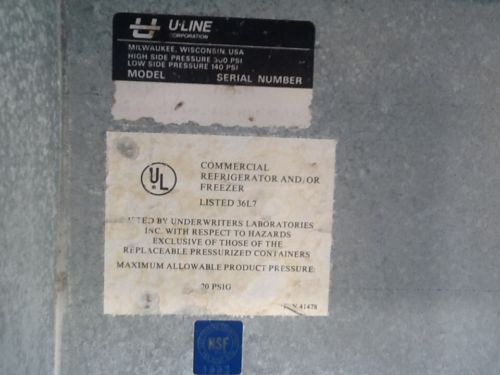 U-LINE
CORPORATION
MILWAUKEE, WISCONSIN, USA
HIGH SIDE PRESSURE 300 PSI
LOW SIDE PRESSURE 140 PSI
MODEL SERIAL NUMBER
UL
COMMERCIAL
REFRIGERATOR AND/OR
FREEZER
LISTED 36L7
BY UNDERWRITERS LABORATORIES
INC. WITH RESPECT TO HAZARDS
EXCLUSIVE OF THOSE OF THE
REPLACEABLE PRESSURIZED CONTAINERS
MAXIMUM ALLOWABLE PRODUCT PRESSURE:
20 PSIG
41478
NSF